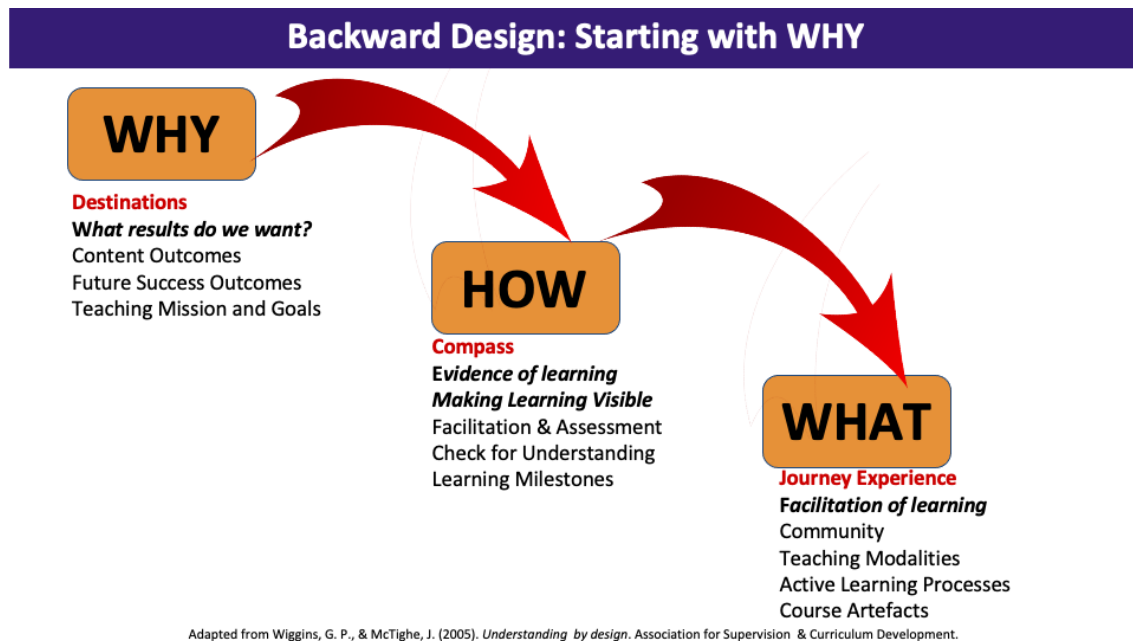 Backward Design: Starting with WHY
WHY
Destinations
What results do we want?
Content Outcomes
Future Success Outcomes
Teaching Mission and Goals
HOW
Compass
Evidence of learning
Making Learning Visible
Facilitation & Assessment
Check for Understanding
Learning Milestones
WHAT
Journey Experience
Facilitation of learning
Community
Teaching Modalities
Active Learning Processes
Course Artefacts
Adapted from Wiggins, G. P., & McTighe, J. (2005). Understanding by design. Association for Supervision & Curriculum Development.